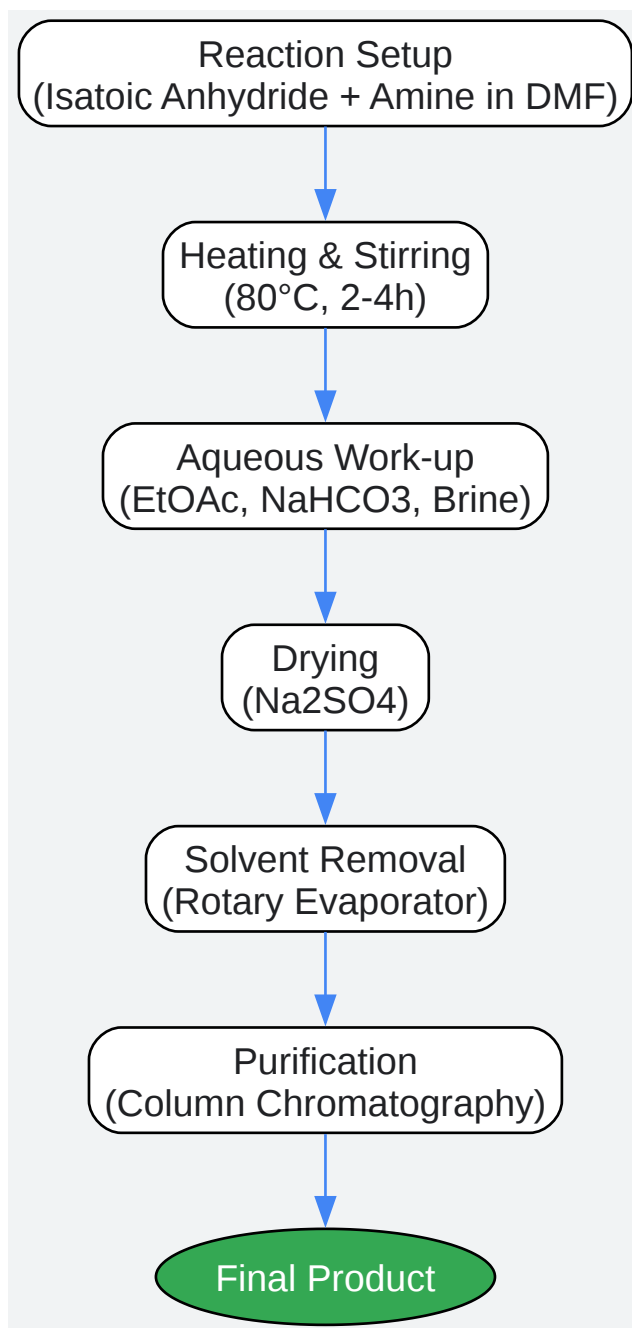 Reaction Setup
(Isatoic Anhydride + Amine in DMF)
Heating & Stirring
(80°C, 2-4h)
Aqueous Work-up
(EtOAc, NaHCO3, Brine)
Drying
(Na2SO4)
Solvent Removal
(Rotary Evaporator)
Purification
(Column Chromatography)
Final Product